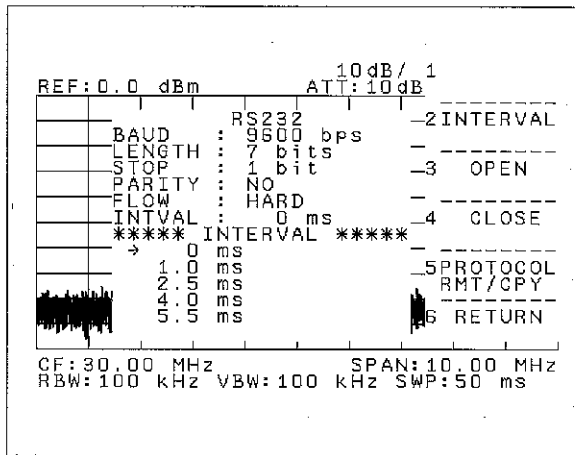 10dB/ 1
REF:0.0 dBm ATT:10dB
RS232
BAUD : 9600 bps
LENGTH : 7 bits
STOP : 1 bit
PARITY : NO
FLOW : HARD
INTVAL : 0 ms
***** INTERVAL *****
→ 0 ms
1.0 ms
2.5 ms
4.0 ms
5.5 ms
2 INTERVAL
3 OPEN
4 CLOSE
5 PROTOCOL
RMT/CPY
6 RETURN
CF:30.00 MHz SPAN:10.00 MHz
RBW:100 kHz VBW:100 kHz SWP:50 ms